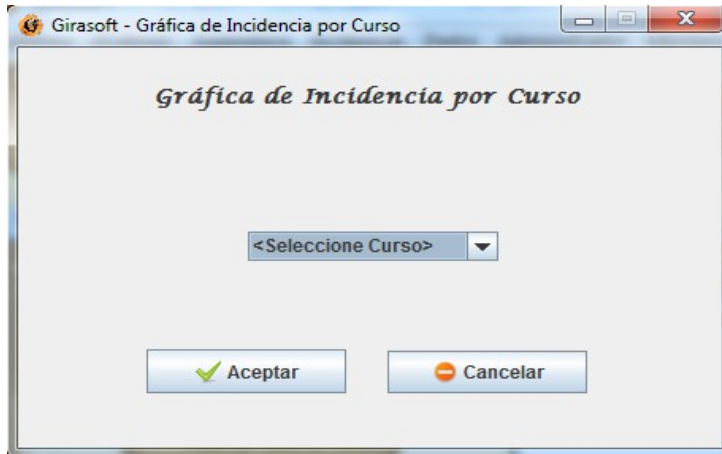 Girasoft - Gráfica de Incidencia por Curso
Gráfica de Incidencia por Curso
<Seleccione Curso>
Aceptar
Cancelar